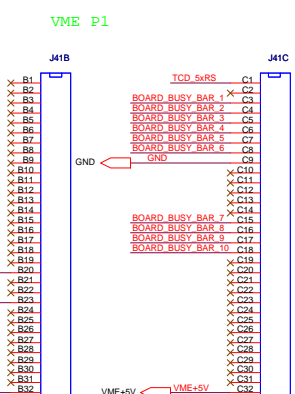 VME P1
J41B J41C
B1 TCD_5xRS C1
B2 C2
B3 BOARD_BUSY_BAR_1 C3
B4 BOARD_BUSY_BAR_2 C4
B5 BOARD_BUSY_BAR_3 C5
B6 BOARD_BUSY_BAR_4 C6
B7 BOARD_BUSY_BAR_5 C7
B8 BOARD_BUSY_BAR_6 C8
B9 GND GND C9
B10 C10
B11 C11
B12 C12
B13 C13
B14 C14
B15 BOARD_BUSY_BAR_7 C15
B16 BOARD_BUSY_BAR_8 C16
B17 BOARD_BUSY_BAR_9 C17
B18 BOARD_BUSY_BAR_10 C18
B19 C19
B20 C20
B21 C21
B22 C22
B23 C23
B24 C24
B25 C25
B26 C26
B27 C27
B28 C28
B29 C29
B30 C30
B31 C31
B32 VME+5V VME+5V C32